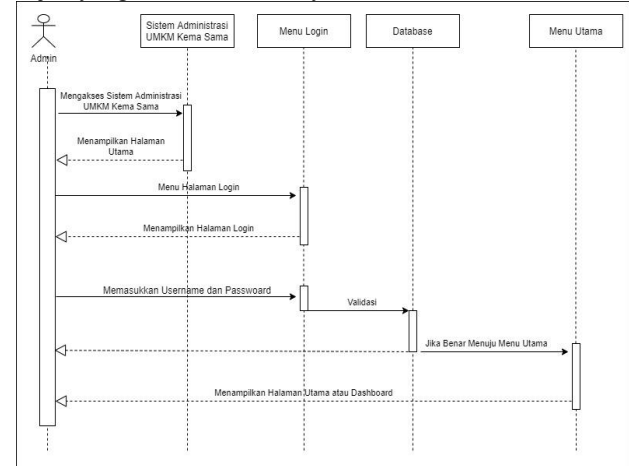 Sistem Administrasi
UMKM Kema Sama
Menu Login
Database
Menu Utama
Admin
Mengakses Sistem Administrasi
UMKM Kema Sama
Menampilkan Halaman
Utama
Menu Halaman Login
Menampilkan Halaman Login
Memasukkan Username dan Passwoard
Validasi
Jika Benar Menuju Menu Utama
Menampilkan Halaman Utama atau Dashboard